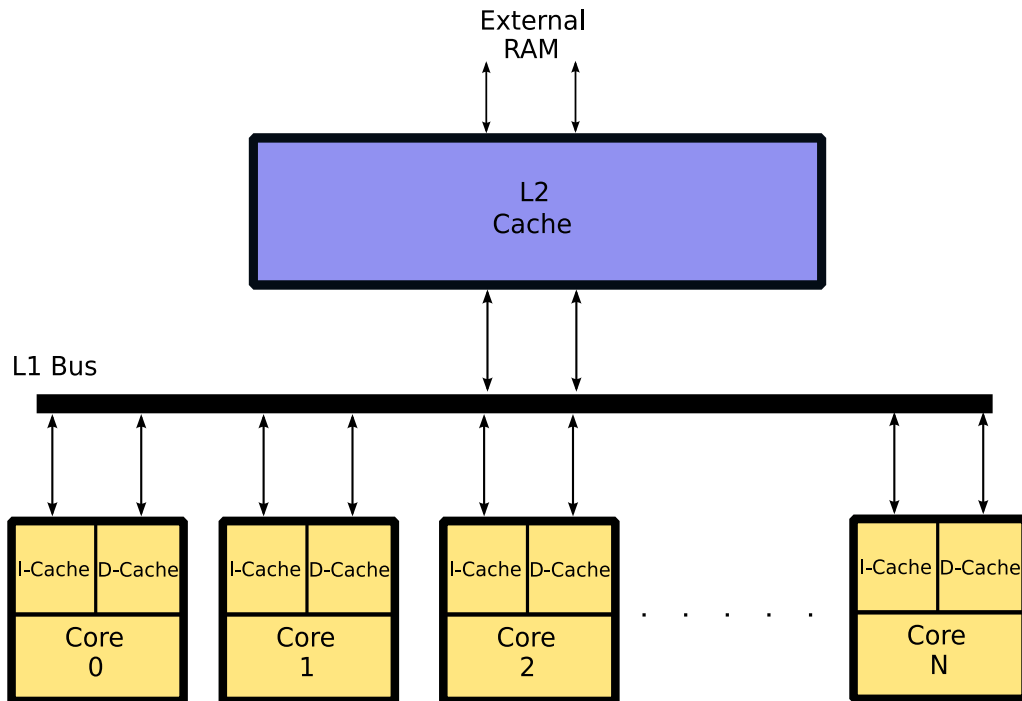 External
RAM
L2
Cache
L1 Bus
I-Cache D-Cache I-Cache D-Cache I-Cache D-Cache I-Cache D-Cache
Core
0
Core
1
Core
2
. . . . .
Core
N